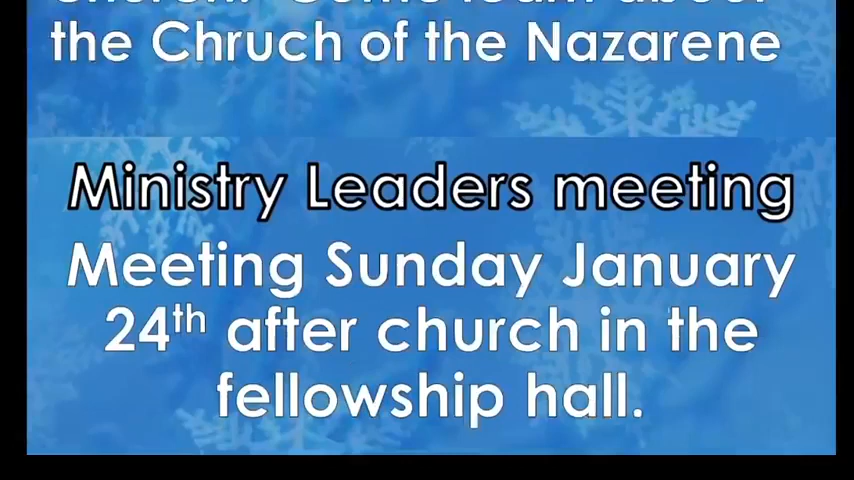 the Chruch of the Nazarene
Ministry Leaders meeting
Meeting Sunday January
24th after church in the
fellowship hall.